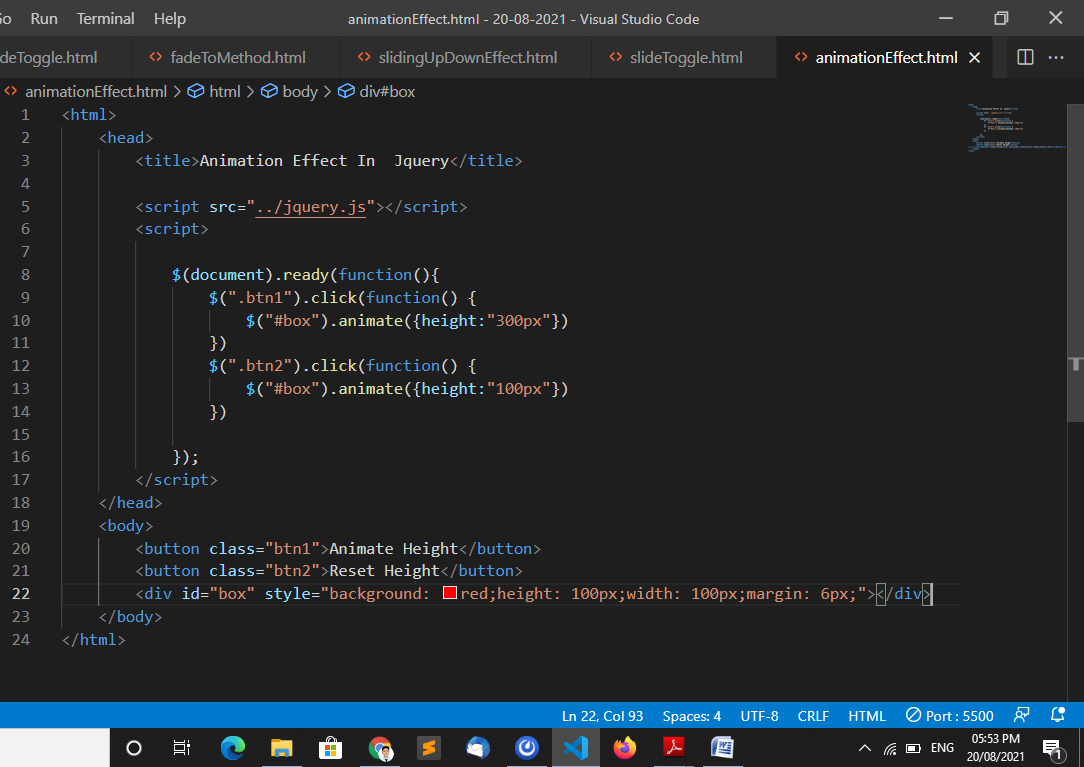 Run Terminal Help animationEffect.html - 20-08-2021 - Visual Studio Code
deToggle.html fadeToMethod.html slidingUpDownEffect.html slideToggle.html animationEffect.html
animationEffect.html > html > body > div#box
1 <html>
2 <head>
3 <title>Animation Effect In  Jquery</title>
4
5 <script src="../jquery.js"></script>
6 <script>
7
8 $(document).ready(function(){
9 $(".btn1").click(function() {
10 $("#box").animate({height:"300px"})
11 })
12 $(".btn2").click(function() {
13 $("#box").animate({height:"100px"})
14 })
15
16 });
17 </script>
18 </head>
19 <body>
20 <button class="btn1">Animate Height</button>
21 <button class="btn2">Reset Height</button>
22 <div id="box" style="background: red;height: 100px;width: 100px;margin: 6px;"></div>
23 </body>
24 </html>
Ln 22, Col 93 Spaces: 4 UTF-8 CRLF HTML Port : 5500
ENG 05:53 PM
20/08/2021
1